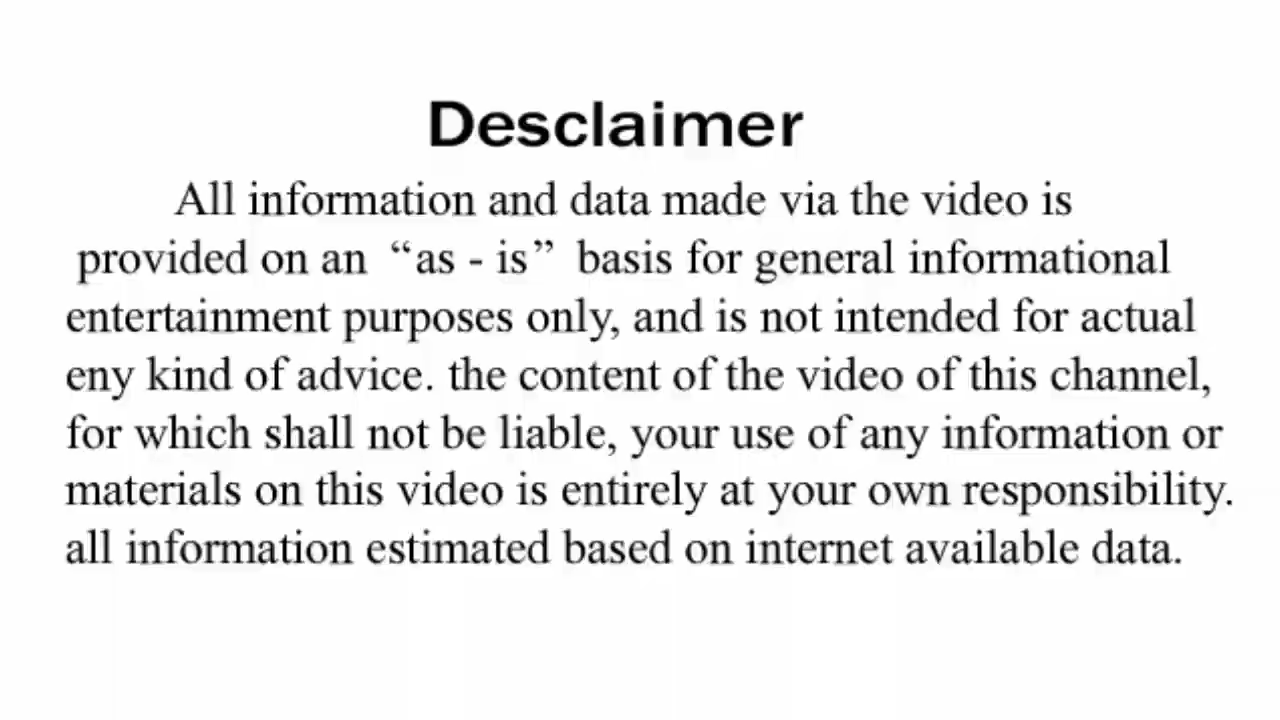 Desclaimer
All information and data made via the video is
provided on an “as - is” basis for general informational
entertainment purposes only, and is not intended for actual
eny kind of advice. the content of the video of this channel,
for which shall not be liable, your use of any information or
materials on this video is entirely at your own responsibility.
all information estimated based on internet available data.